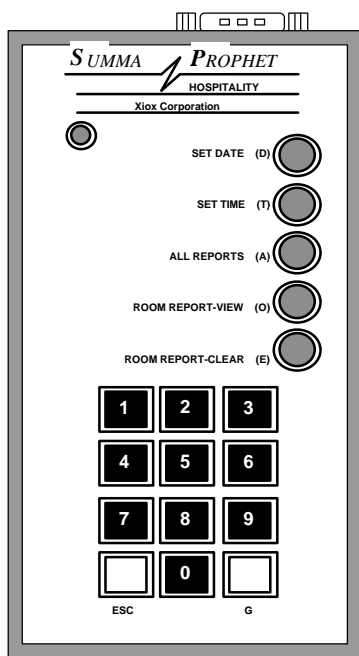 SUMMA PROPHET
HOSPITALITY
Xiox Corporation
SET DATE (D)
SET TIME (T)
ALL REPORTS (A)
ROOM REPORT-VIEW (O)
ROOM REPORT-CLEAR (E)
1 2 3
4 5 6
7 8 9
0
ESC G